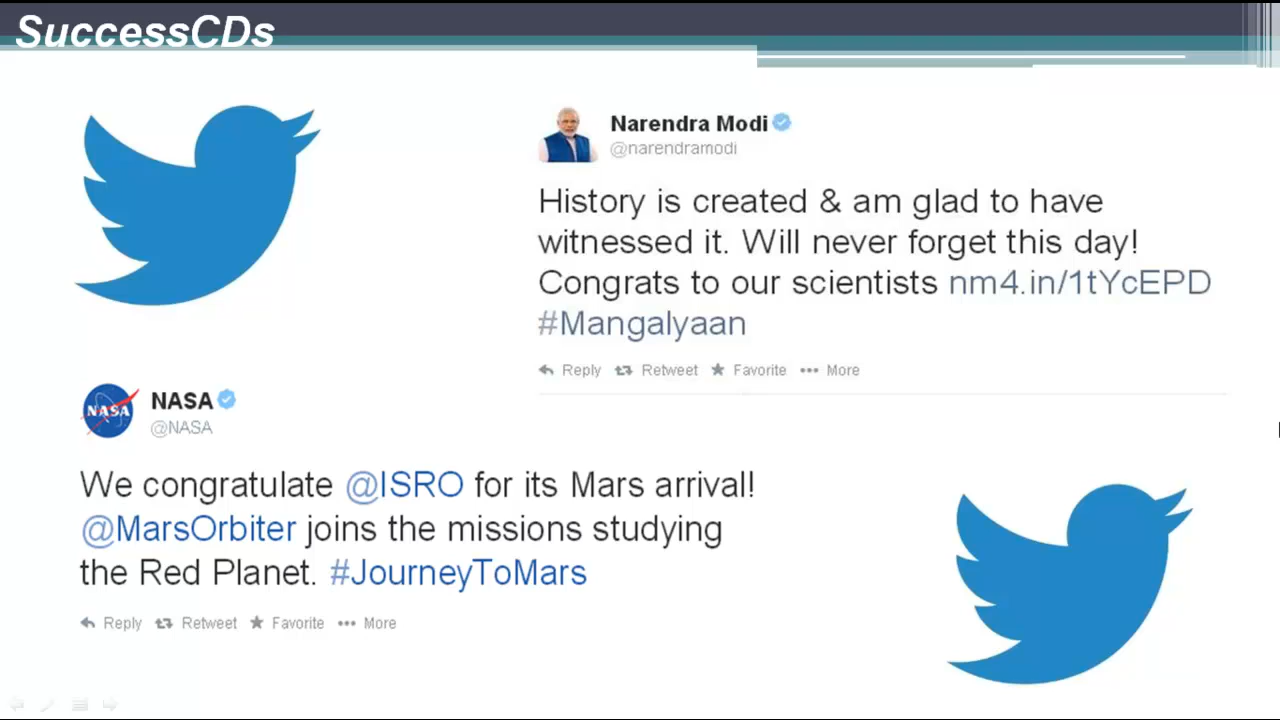 SuccessCDs
Narendra Modi
@narendramodi
History is created & am glad to have
witnessed it. Will never forget this day!
Congrats to our scientists nm4.in/1tYcEPD
#Mangalyaan
Reply Retweet Favorite More
NASA
NASA
@NASA
We congratulate @ISRO for its Mars arrival!
@MarsOrbiter joins the missions studying
the Red Planet. #JourneyToMars
Reply Retweet Favorite More